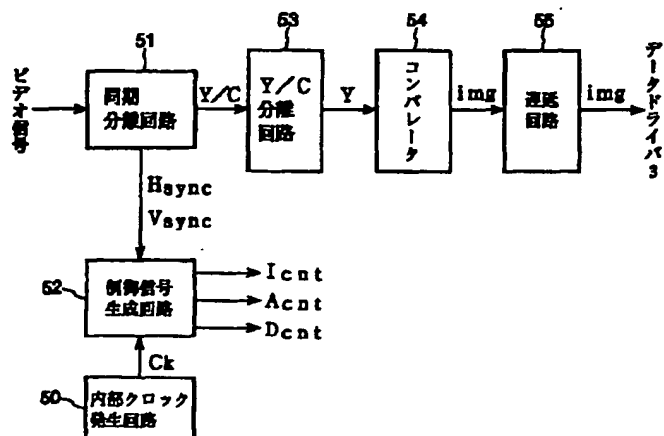 51
53
54
55
ビデオ信号
同期
分離回路
Y/C
Y/C
分離
回路
Y
コンパレータ
img
遅延
回路
img
データドライバ3
Hsync
Vsync
52
制御信号
生成回路
Icnt
Acnt
Dcnt
Ck
50
内部クロック
発生回路